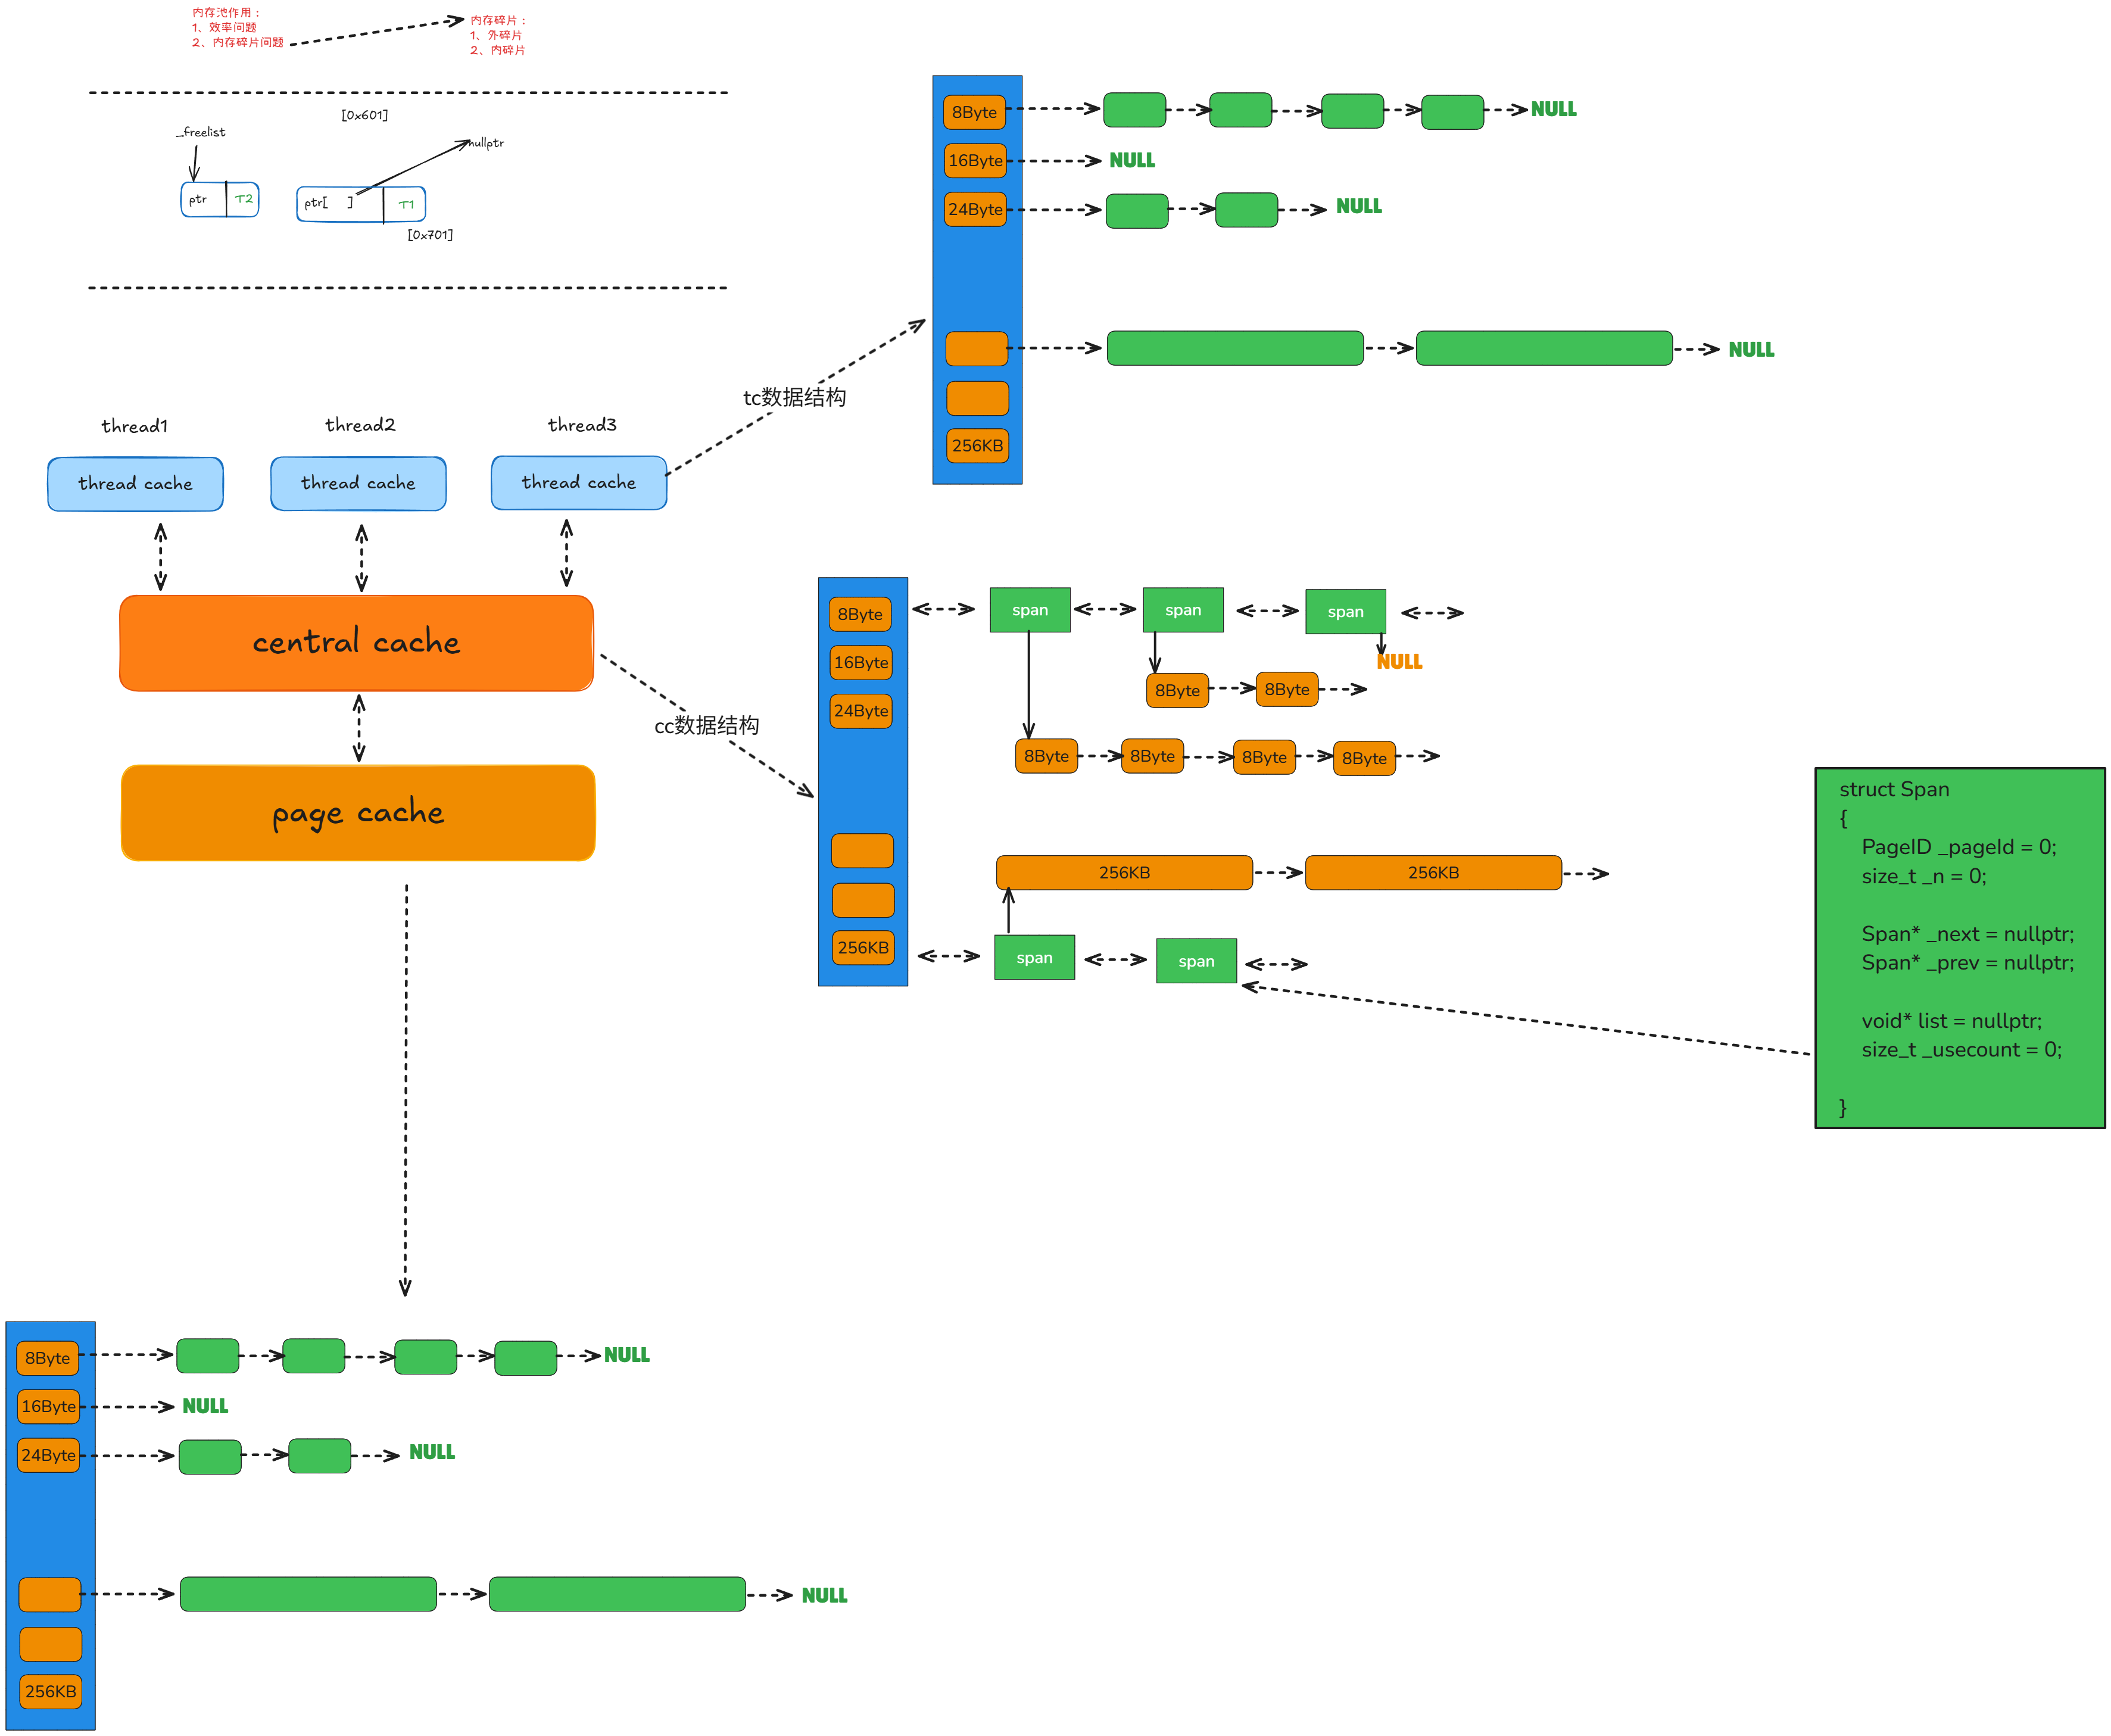 内存池作用：
1、效率问题
2、内存碎片问题
内存碎片：
1、外碎片
2、内碎片
[0x601]
_freelist
nullptr
ptr
T2
ptr[ ]
T1
[0x701]
8Byte
NULL
16Byte
NULL
24Byte
NULL
NULL
256KB
tc数据结构
thread1
thread2
thread3
thread cache
thread cache
thread cache
central cache
page cache
cc数据结构
8Byte
span
span
span
NULL
16Byte
8Byte
8Byte
24Byte
8Byte
8Byte
8Byte
8Byte
256KB
256KB
256KB
span
span
struct Span
{
PageID _pageId = 0;
size_t _n = 0;
Span* _next = nullptr;
Span* _prev = nullptr;
void* list = nullptr;
size_t _usecount = 0;
}
8Byte
NULL
16Byte
NULL
24Byte
NULL
NULL
256KB